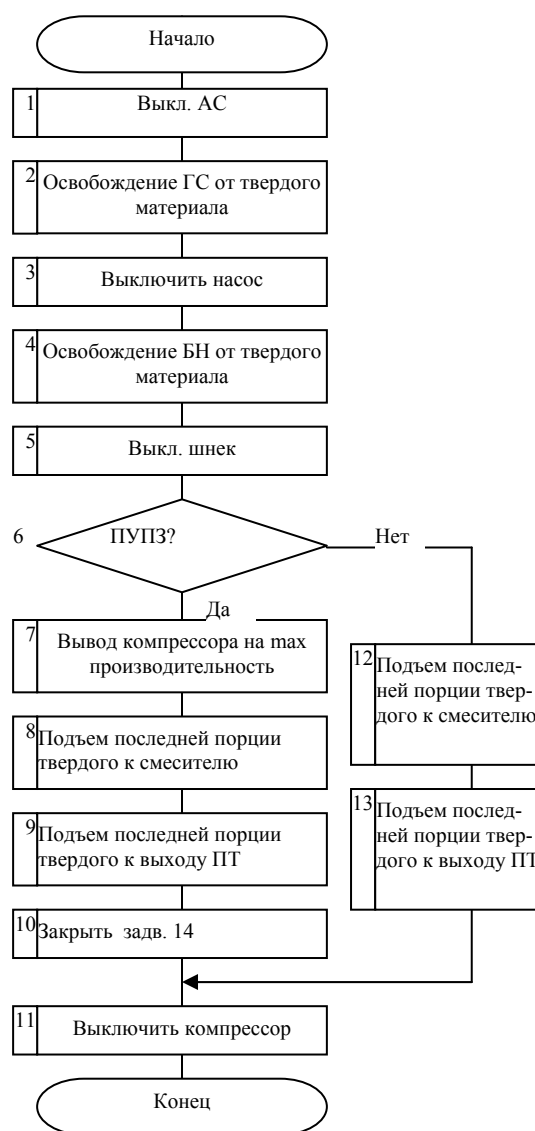 Начало
1
Выкл. АС
2
Освобождение ГС от твердого
материала
3
Выключить насос
4
Освобождение БН от твердого
материала
5
Выкл. шнек
6
ПУПЗ?
Нет
Да
7
Вывод компрессора на max
производительность
8
Подъем последней порции
твердого к смесителю
9
Подъем последней порции
твердого к выходу ПТ
10
Закрыть задв. 14
12
Подъем послед-
ней порции твер-
дого к смесителю
13
Подъем послед-
ней порции твер-
дого к выходу ПТ
11
Выключить компрессор
Конец